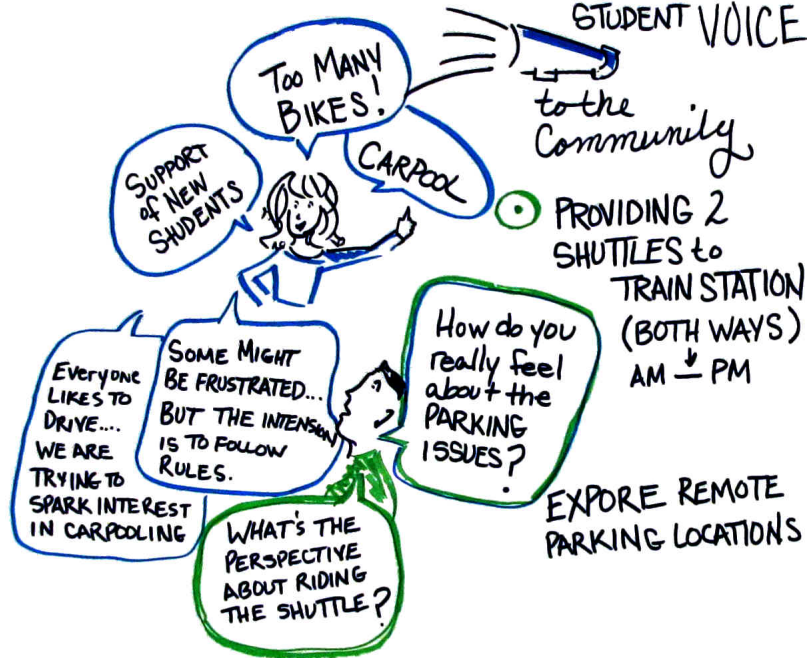 STUDENT VOICE
to the
Community
TOO MANY
BIKES!
CARPOOL
SUPPORT
of NEW
STUDENTS
PROVIDING 2
SHUTTLES to
TRAIN STATION
(BOTH WAYS)
AM – PM
How do you
really feel
about the
PARKING
ISSUES?
SOME MIGHT
BE FRUSTRATED...
BUT THE INTENSION
IS TO FOLLOW
RULES.
EVERYONE
LIKES TO
DRIVE....
WE ARE
TRYING TO
SPARK INTEREST
IN CARPOOLING
WHAT'S THE
PERSPECTIVE
ABOUT RIDING
THE SHUTTLE?
EXPORE REMOTE
PARKING LOCATIONS